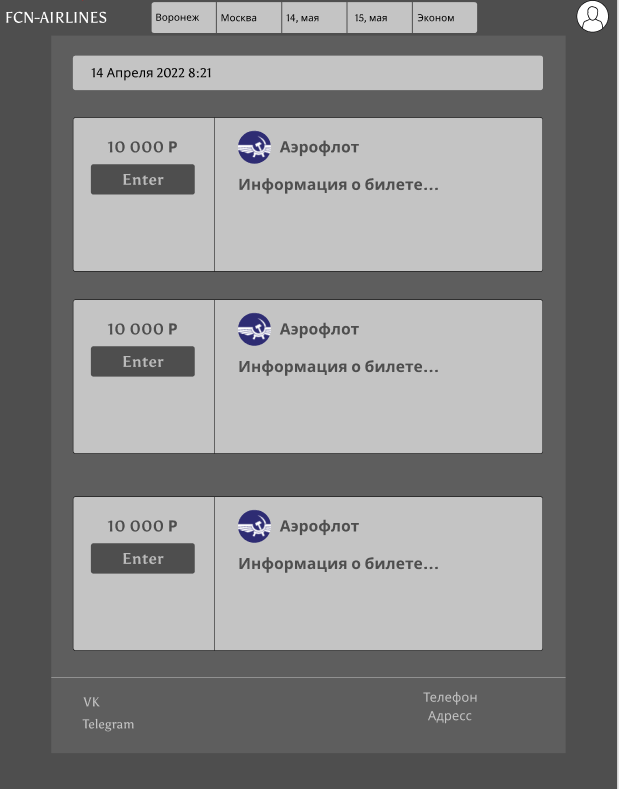 FCN-AIRLINES Воронеж Москва 14, мая 15, мая Эконом
14 Апреля 2022 8:21
10 000 Р
Enter
Аэрофлот
Информация о билете...
10 000 Р
Enter
Аэрофлот
Информация о билете...
10 000 Р
Enter
Аэрофлот
Информация о билете...
VK
Telegram
Телефон
Адресс